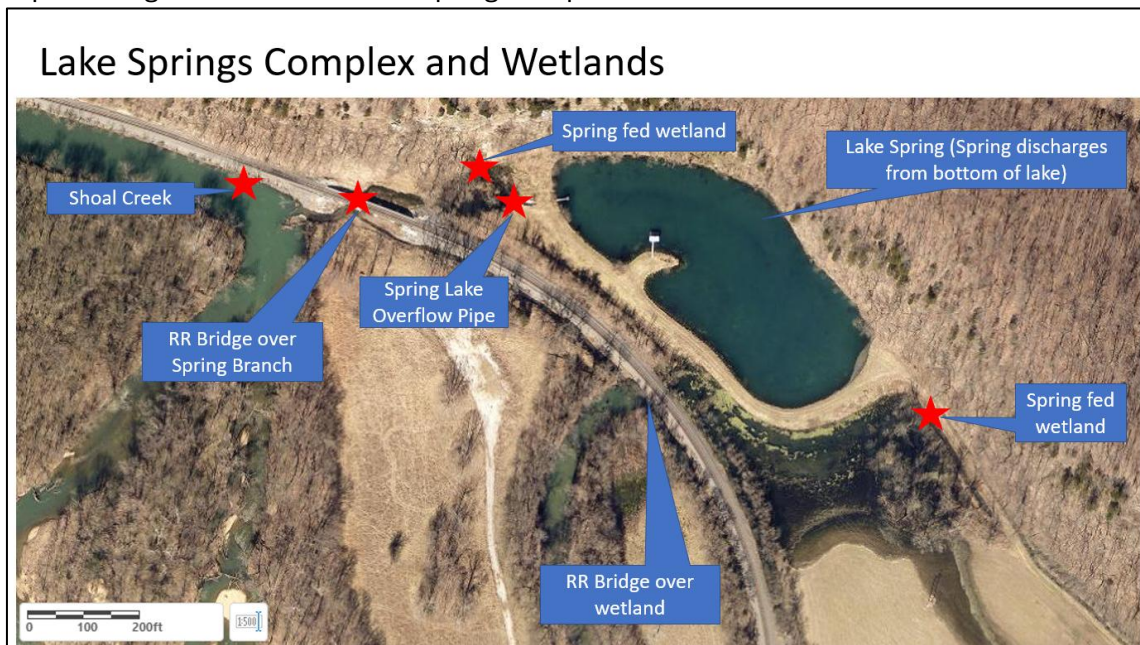 Lake Springs Complex and Wetlands
Spring fed wetland
Lake Spring (Spring discharges
from bottom of lake)
Shoal Creek
Spring Lake
Overflow Pipe
RR Bridge over
Spring Branch
Spring fed
wetland
RR Bridge over
wetland
0 100 200ft
1:500